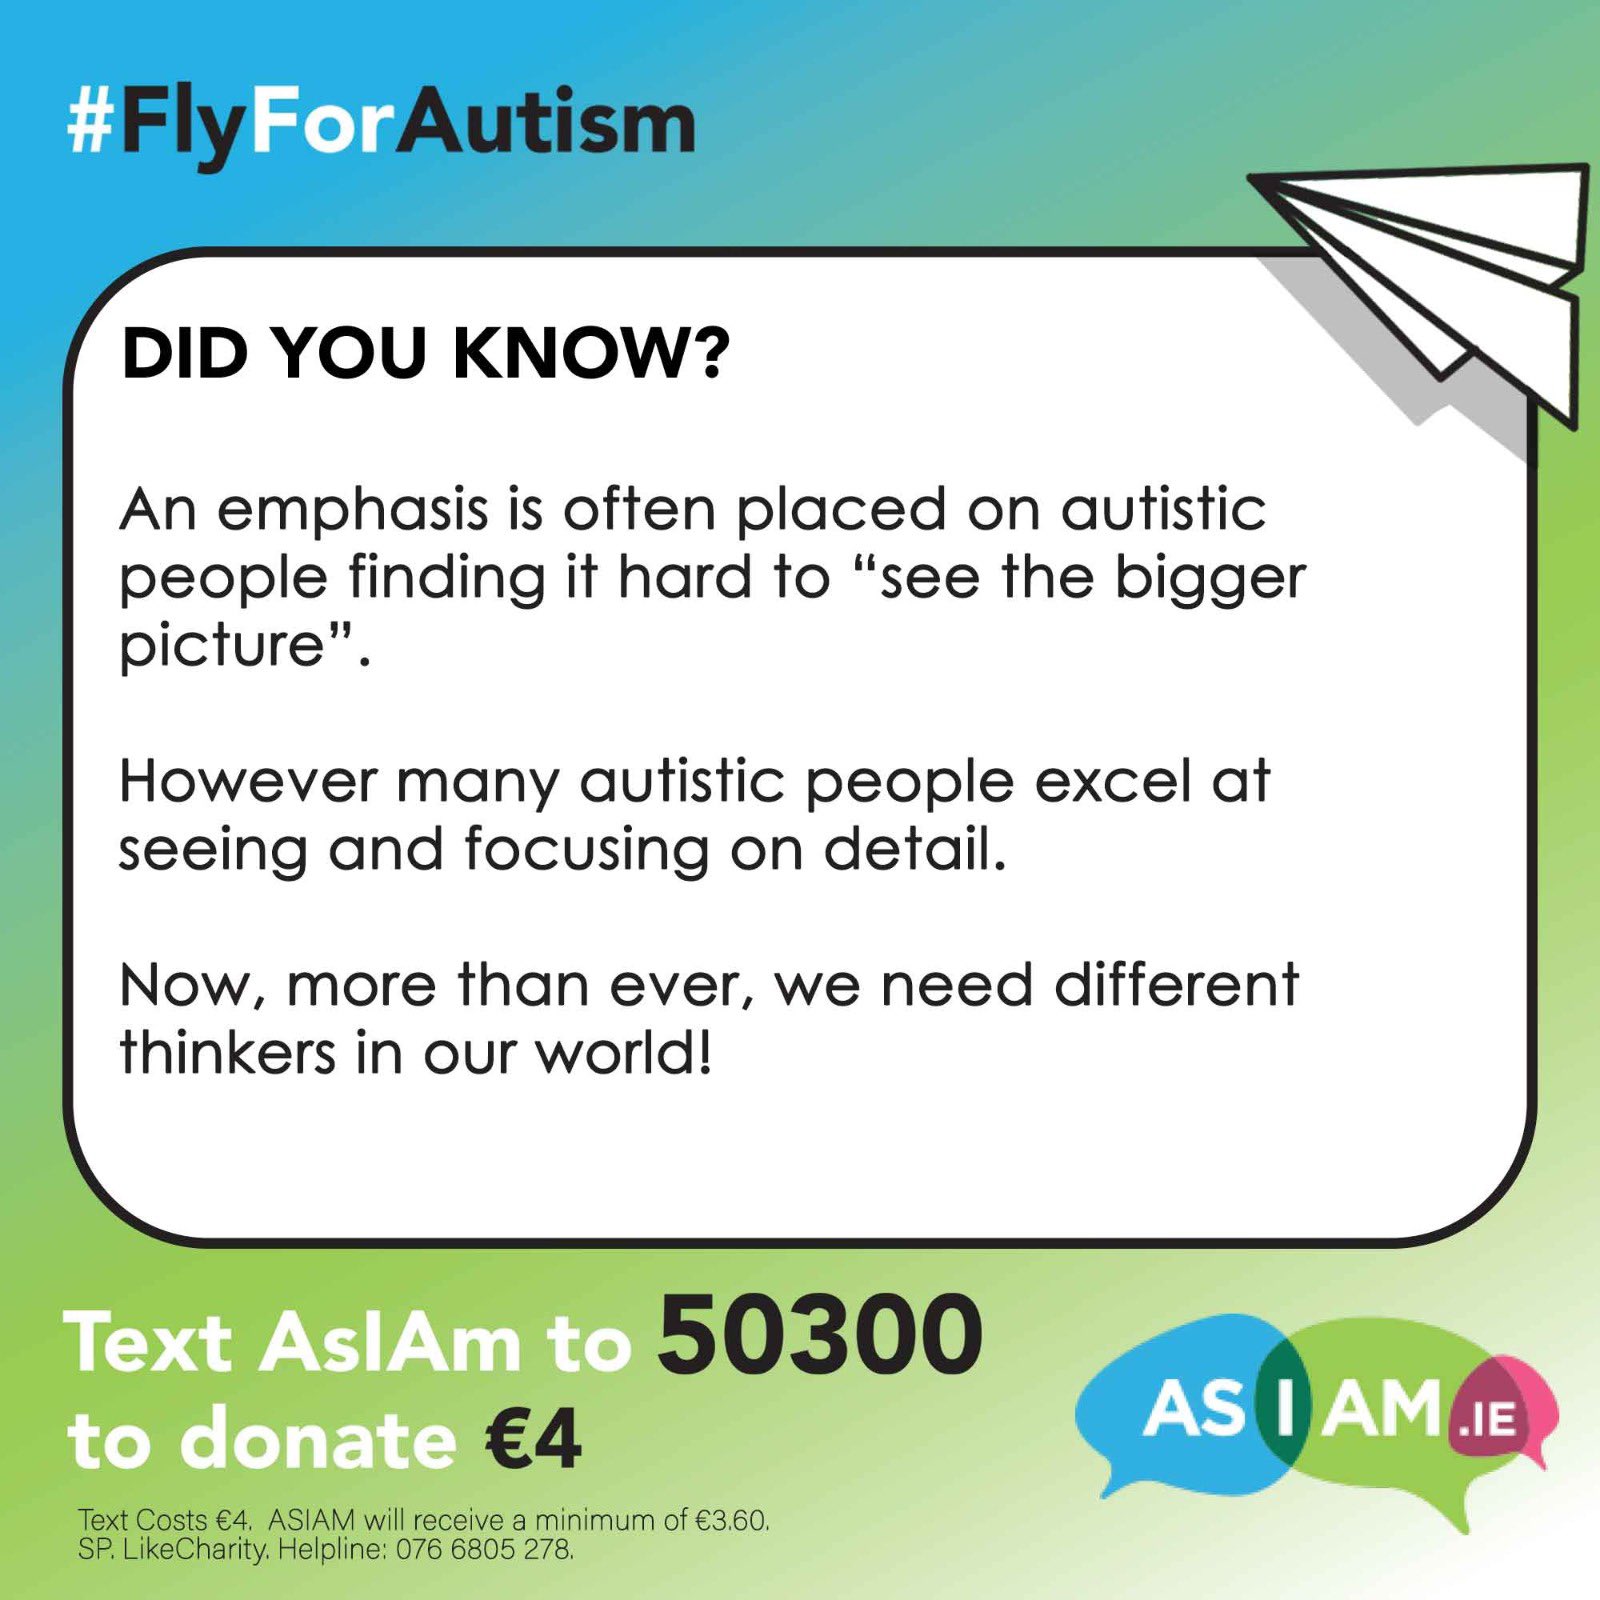 #FlyForAutism
DID YOU KNOW?
An emphasis is often placed on autistic
people finding it hard to “see the bigger
picture”.
However many autistic people excel at
seeing and focusing on detail.
Now, more than ever, we need different
thinkers in our world!
Text AsIAm to 50300
to donate €4
Text Costs €4. ASIAM will receive a minimum of €3.60.
SP. LikeCharity. Helpline: 076 6805 278.
AS I AM.IE